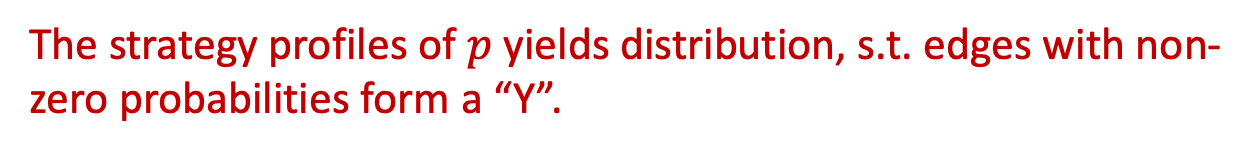 The strategy profiles of p yields distribution, s.t. edges with non-
zero probabilities form a “Y”.